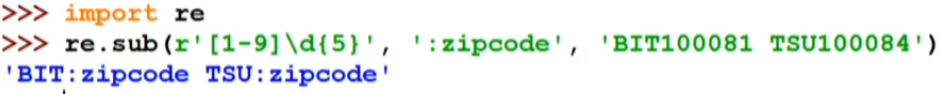 >>> import re
>>> re.sub(r'[1-9]\d{5}', ':zipcode', 'BIT100081 TSU100084')
'BIT:zipcode TSU:zipcode'